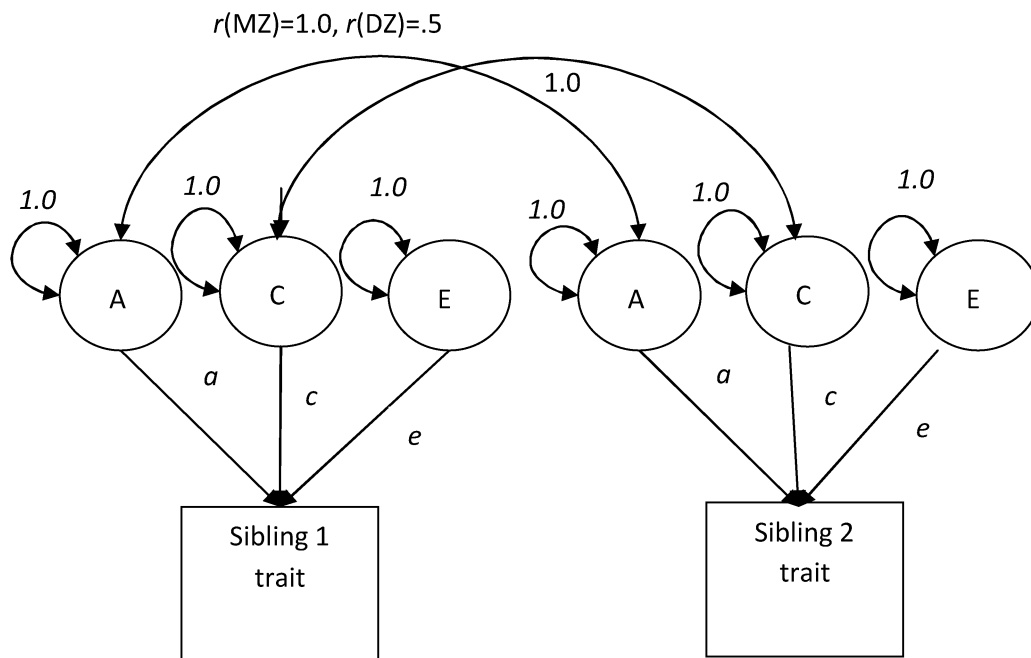 r(MZ)=1.0, r(DZ)=.5
1.0
1.0 1.0 1.0 1.0 1.0 1.0
A C E A C E
a c e a c e
Sibling 1
trait
Sibling 2
trait